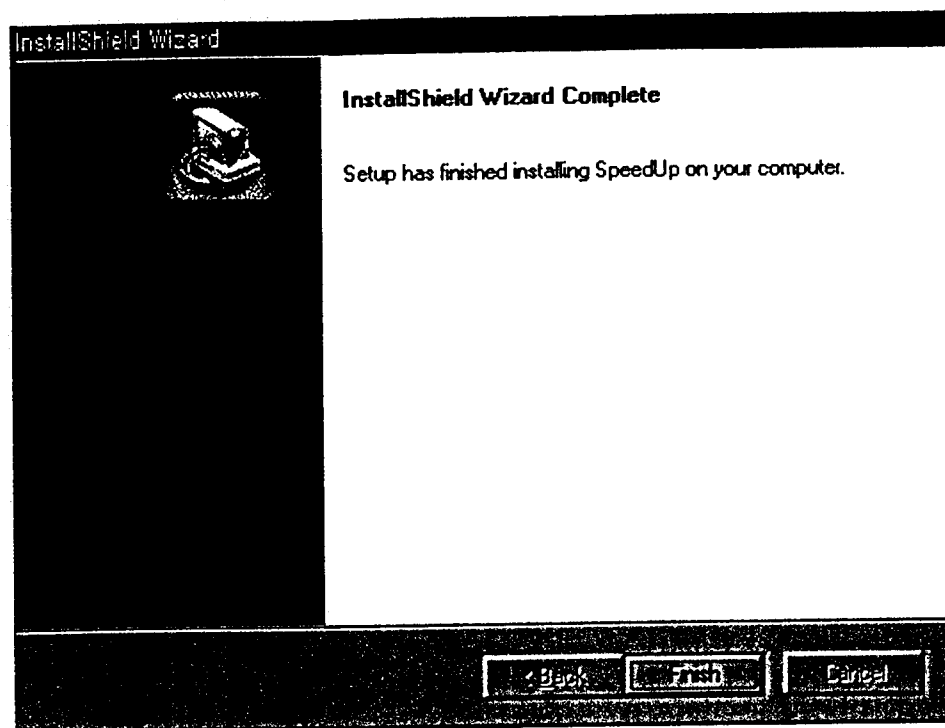 InstallShield Wizard
InstallShield Wizard Complete
Setup has finished installing SpeedUp on your computer.
< Back
Finish
Cancel